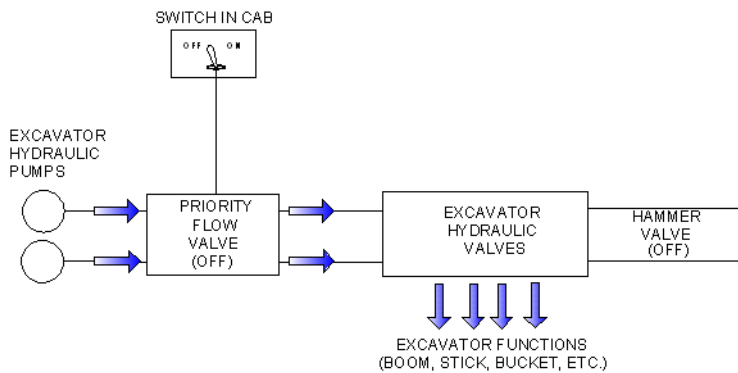 SWITCH IN CAB
OFF ON
EXCAVATOR
HYDRAULIC
PUMPS
PRIORITY
FLOW
VALVE
(OFF)
EXCAVATOR
HYDRAULIC
VALVES
HAMMER
VALVE
(OFF)
EXCAVATOR FUNCTIONS
(BOOM, STICK, BUCKET, ETC.)